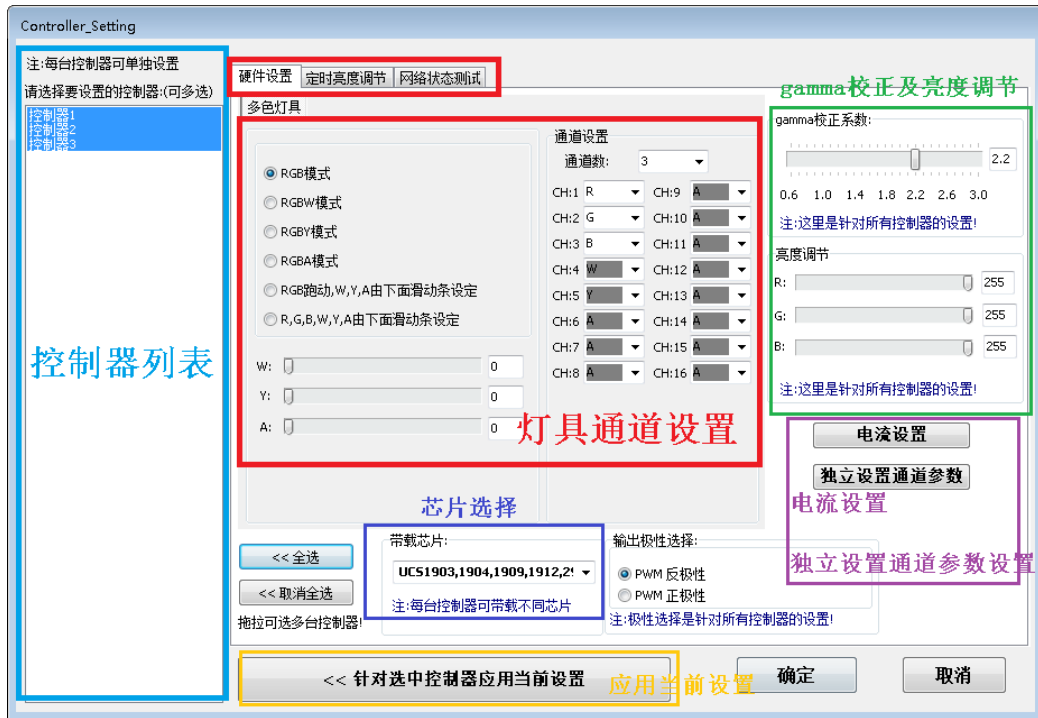 Controller_Setting
注:每台控制器可单独设置
请选择要设置的控制器:(可多选)
控制器1
控制器2
控制器3
控制器列表
硬件设置 定时亮度调节 网络状态测试
多色灯具
RGB模式
RGBW模式
RGBY模式
RGBA模式
RGB跑动,W,Y,A由下面滑动条设定
R,G,B,W,Y,A由下面滑动条设定
W: 0
Y: 0
A: 0
通道设置
通道数: 3
CH:1 R CH:9 A
CH:2 G CH:10 A
CH:3 B CH:11 A
CH:4 W CH:12 A
CH:5 Y CH:13 A
CH:6 A CH:14 A
CH:7 A CH:15 A
CH:8 A CH:16 A
灯具通道设置
gamma校正及亮度调节
gamma校正系数:
2.2
0.6 1.0 1.4 1.8 2.2 2.6 3.0
注:这里是针对所有控制器的设置!
亮度调节
R: 255
G: 255
B: 255
注:这里是针对所有控制器的设置!
电流设置
独立设置通道参数
电流设置
独立设置通道参数设置
芯片选择
<< 全选
<< 取消全选
拖拉可选多台控制器!
带载芯片:
UCS1903,1904,1909,1912,29
注:每台控制器可带载不同芯片
输出极性选择:
PWM 反极性
PWM 正极性
注:极性选择是针对所有控制器的设置!
<< 针对选中控制器应用当前设置
应用当前设置
确定
取消